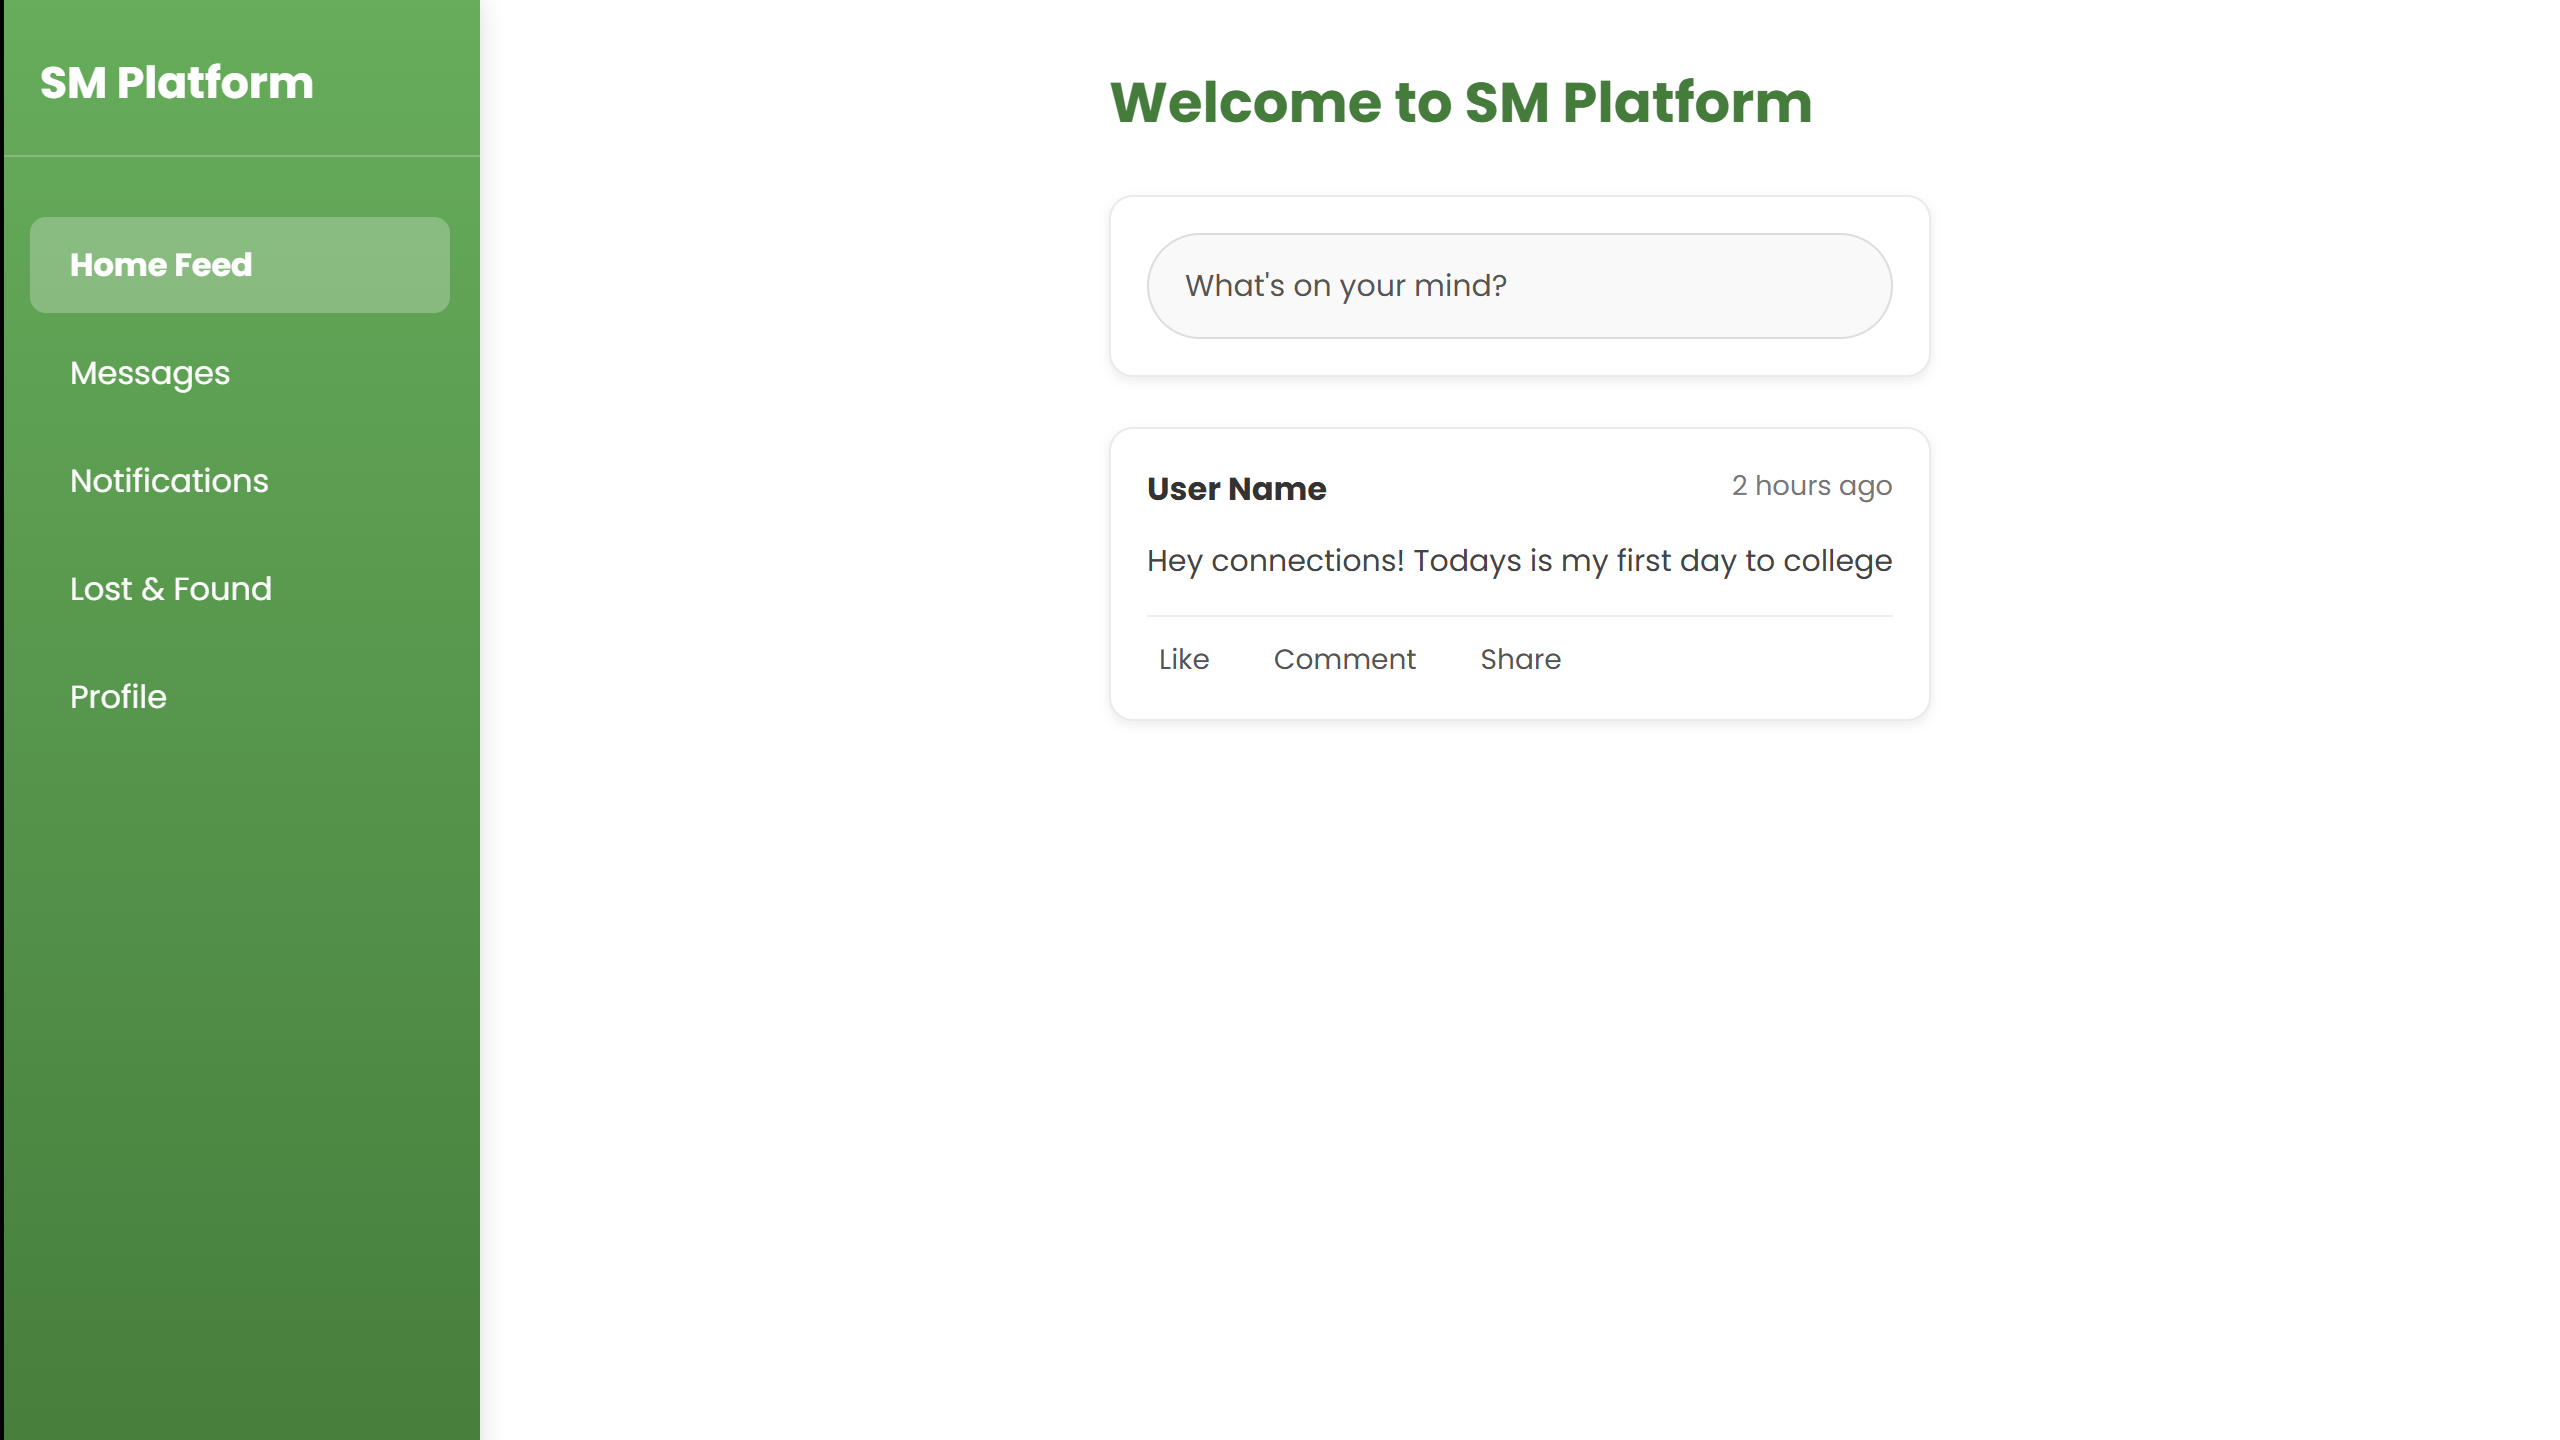 SM Platform
Home Feed
Messages
Notifications
Lost & Found
Profile
Welcome to SM Platform
What's on your mind?
User Name
2 hours ago
Hey connections! Todays is my first day to college
Like Comment Share